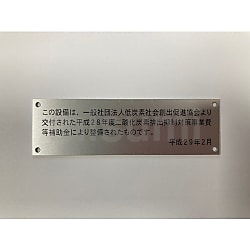 この設備は、一般社団法人低炭素社会創出促進協会より
交付された平成28年度二酸化炭素排出抑制対策事業費
等補助金により整備されたものです。
平成29年2月